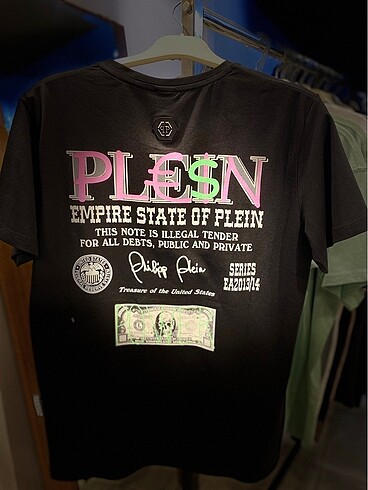 PL€$N
EMPIRE STATE OF PLEIN
THIS NOTE IS ILLEGAL TENDER
FOR ALL DEBTS, PUBLIC AND PRIVATE
Philipp Plein
SERIES
EA2013/14
Treasure of the United States